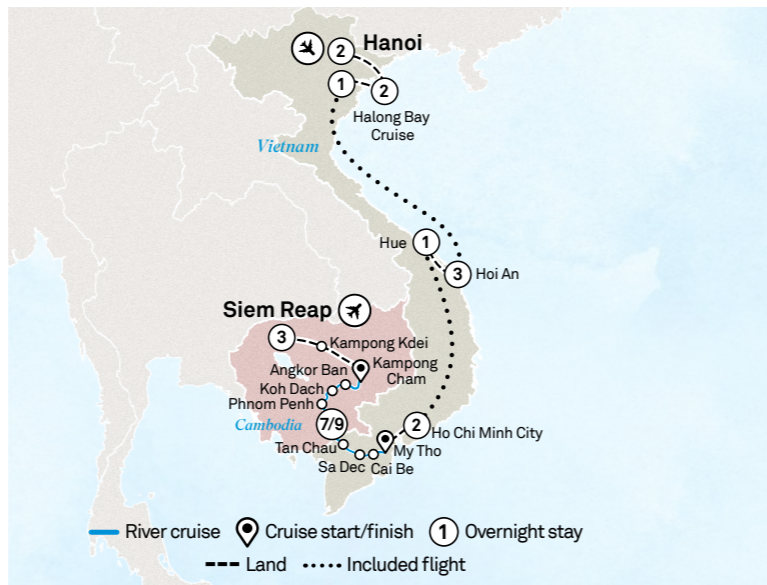 2
Hanoi
1
2
Halong Bay
Cruise
Vietnam
Hue
1
3
Hoi An
Siem Reap
3
Kampong Kdei
Angkor Ban
Kampong
Cham
Koh Dach
Phnom Penh
Cambodia
7/9
2
Ho Chi Minh City
Tan Chau
My Tho
Sa Dec
Cai Be
River cruise
Cruise start/finish
1
Overnight stay
Land
Included flight